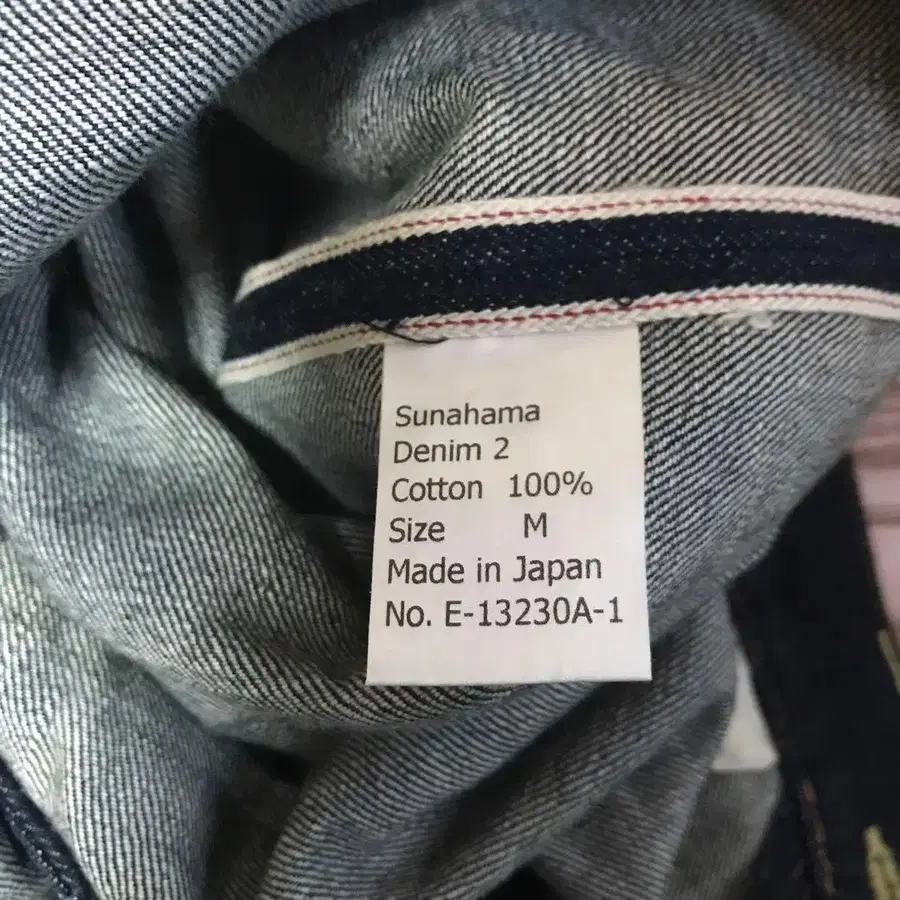 Sunahama
Denim 2
Cotton 100%
Size M
Made in Japan
No. E-13230A-1